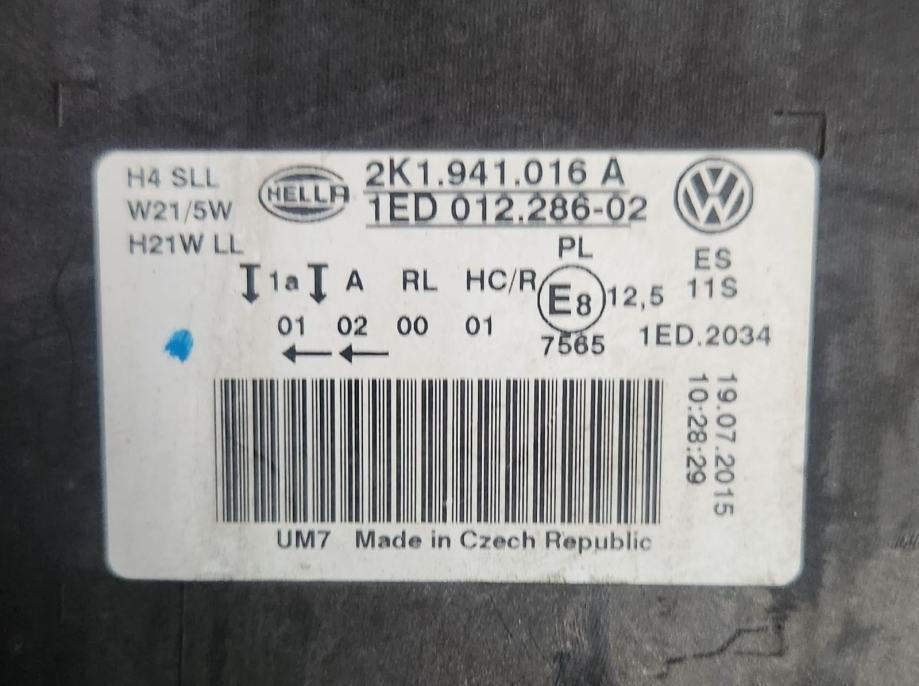 H4 SLL
W21/5W
H21W LL
HELLA
2K1.941.016 A
1ED 012.286-02
PL
ES
11S
1a A RL HC/R E8 12,5
01 02 00 01
7565
1ED.2034
19.07.2015
10:28:29
UM7 Made in Czech Republic